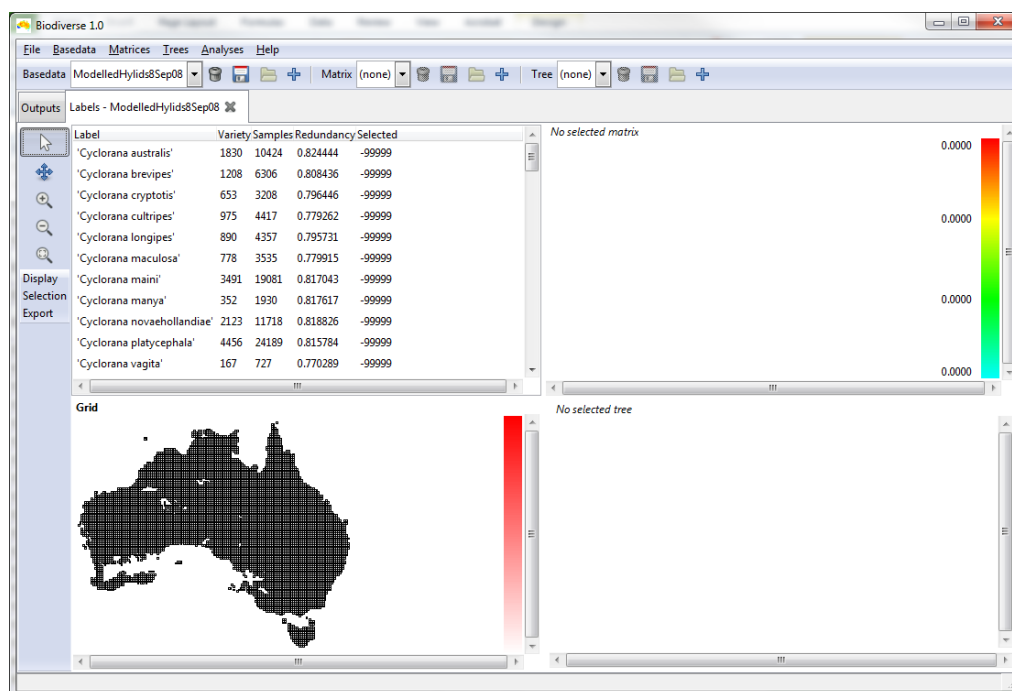 Biodiverse 1.0
File Basedata Matrices Trees Analyses Help
Basedata ModelledHylids8Sep08 Matrix (none) Tree (none)
Outputs Labels - ModelledHylids8Sep08
Label Variety Samples Redundancy Selected
'Cyclorana australis' 1830 10424 0.824444 -99999
'Cyclorana brevipes' 1208 6306 0.808436 -99999
'Cyclorana cryptotis' 653 3208 0.796446 -99999
'Cyclorana cultripes' 975 4417 0.779262 -99999
'Cyclorana longipes' 890 4357 0.795731 -99999
'Cyclorana maculosa' 778 3535 0.779915 -99999
'Cyclorana maini' 3491 19081 0.817043 -99999
'Cyclorana manya' 352 1930 0.817617 -99999
'Cyclorana novaehollandiae' 2123 11718 0.818826 -99999
'Cyclorana platycephala' 4456 24189 0.815784 -99999
'Cyclorana vagita' 167 727 0.770289 -99999
Display
Selection
Export
No selected matrix
0.0000
0.0000
0.0000
0.0000
Grid
No selected tree